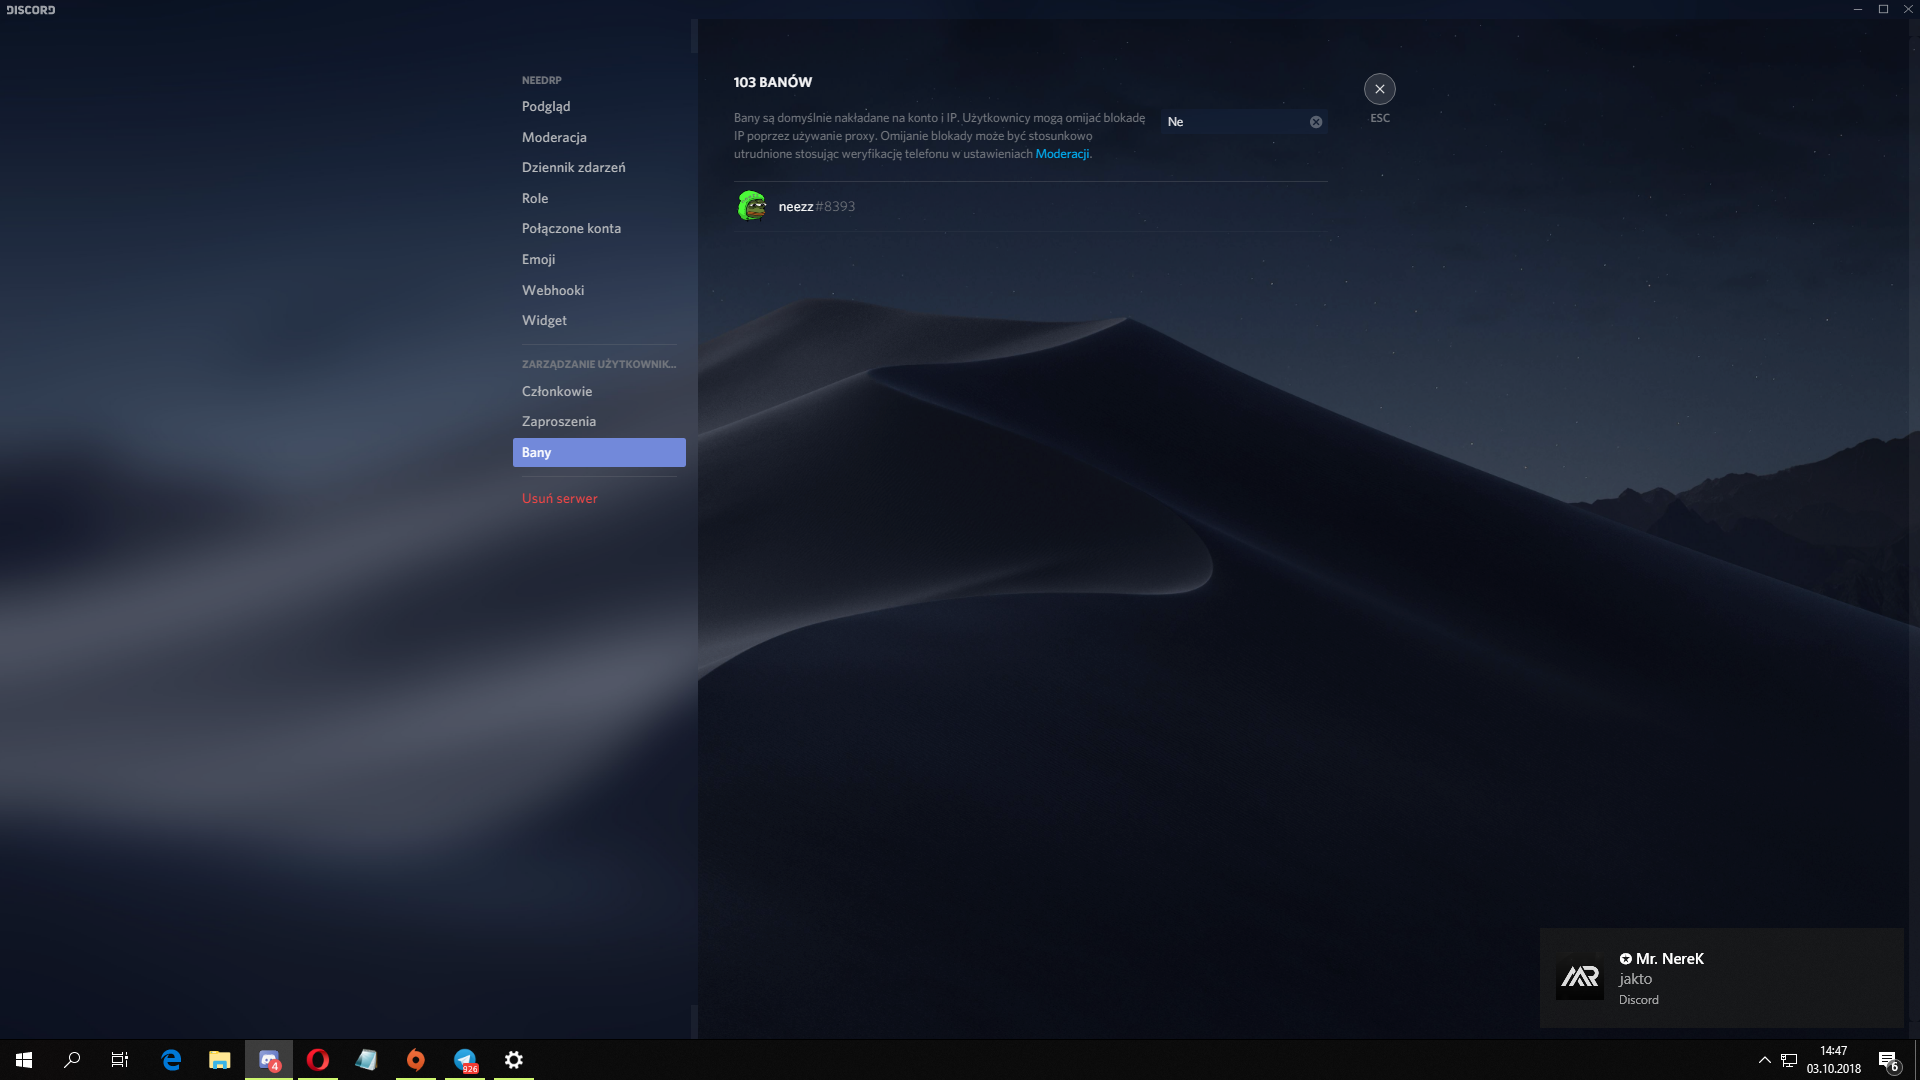 DISCORD
NEEDRP
Podgląd
Moderacja
Dziennik zdarzeń
Role
Połączone konta
Emoji
Webhooki
Widget
ZARZĄDZANIE UŻYTKOWNIK...
Członkowie
Zaproszenia
Bany
Usuń serwer
103 BANÓW
Bany są domyślnie nakładane na konto i IP. Użytkownicy mogą omijać blokadę
IP poprzez używanie proxy. Omijanie blokady może być stosunkowo
utrudnione stosując weryfikację telefonu w ustawieniach Moderacji.
Ne
ESC
neezz#8393
✪ Mr. NereK
jakto
Discord
4
926
14:47
03.10.2018
6